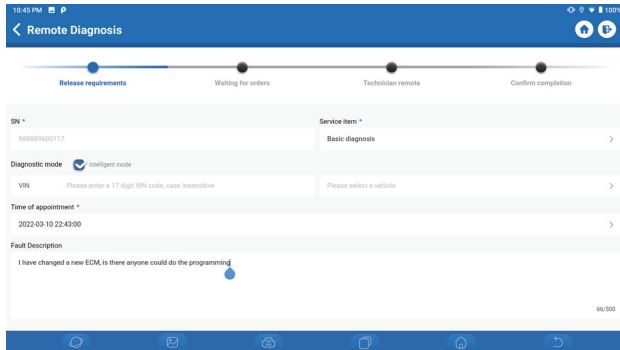 10:45 PM
100%
Remote Diagnosis
Release requirements
Waiting for orders
Technician remote
Confirm completion
SN *
Service item *
988889600117
Basic diagnosis
Diagnostic mode
Intelligent mode
VIN
Please enter a 17 digit VIN code, case insensitive
Please select a vehicle
Time of appointment *
2022-03-10 22:43:00
Fault Description
I have changed a new ECM, is there anyone could do the programming
66/500